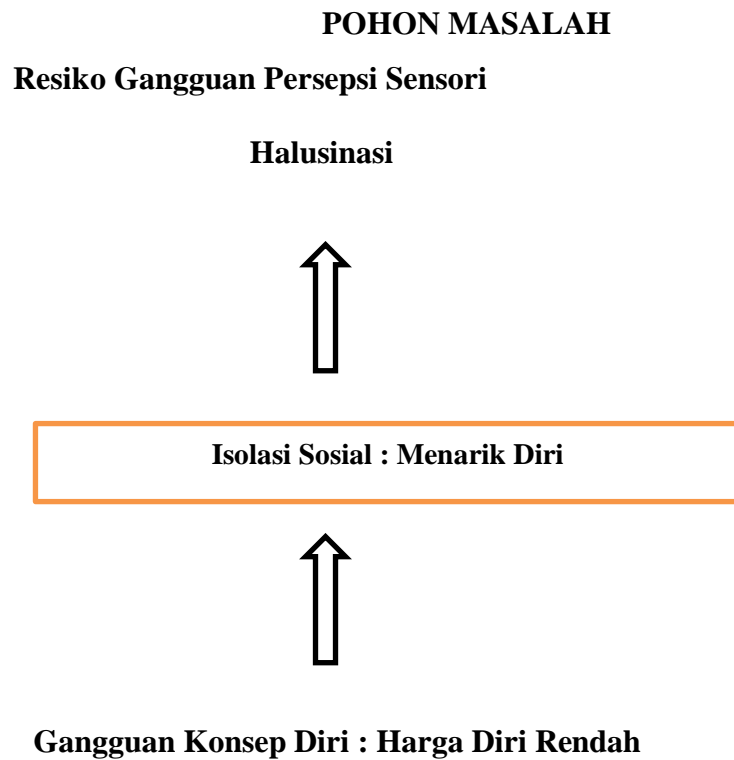 POHON MASALAH
Resiko Gangguan Persepsi Sensori
Halusinasi
Isolasi Sosial : Menarik Diri
Gangguan Konsep Diri : Harga Diri Rendah